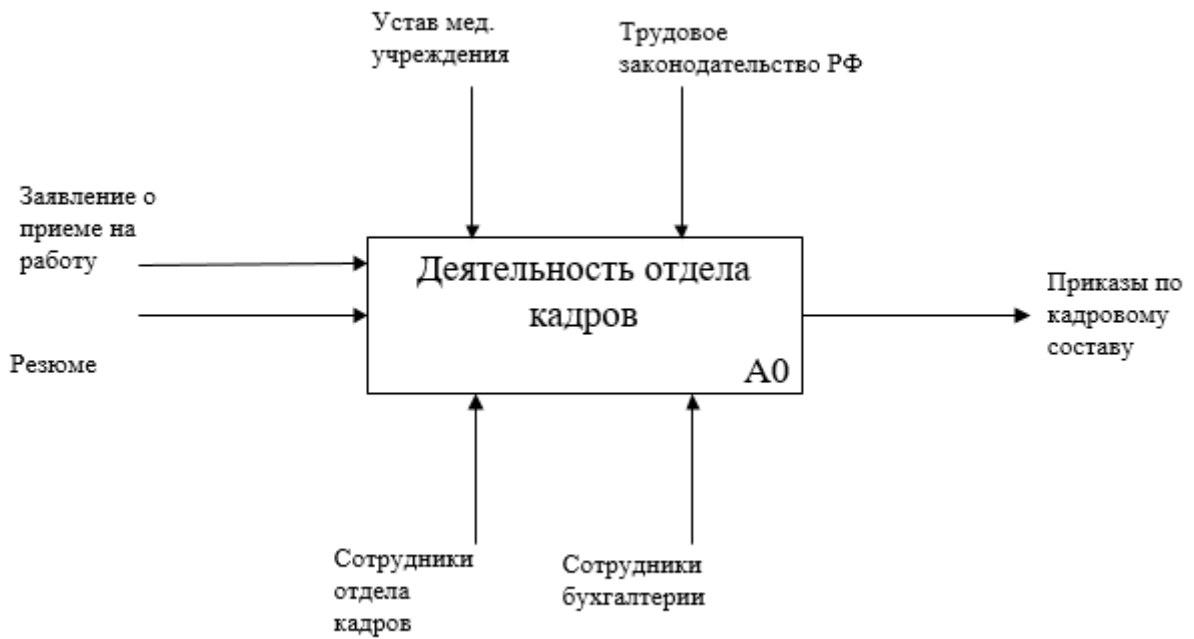 Устав мед.
учреждения
Трудовое
законодательство РФ
Заявление о
приеме на
работу
Деятельность отдела
кадров
А0
Резюме
Приказы по
кадровому
составу
Сотрудники
отдела
кадров
Сотрудники
бухгалтерии